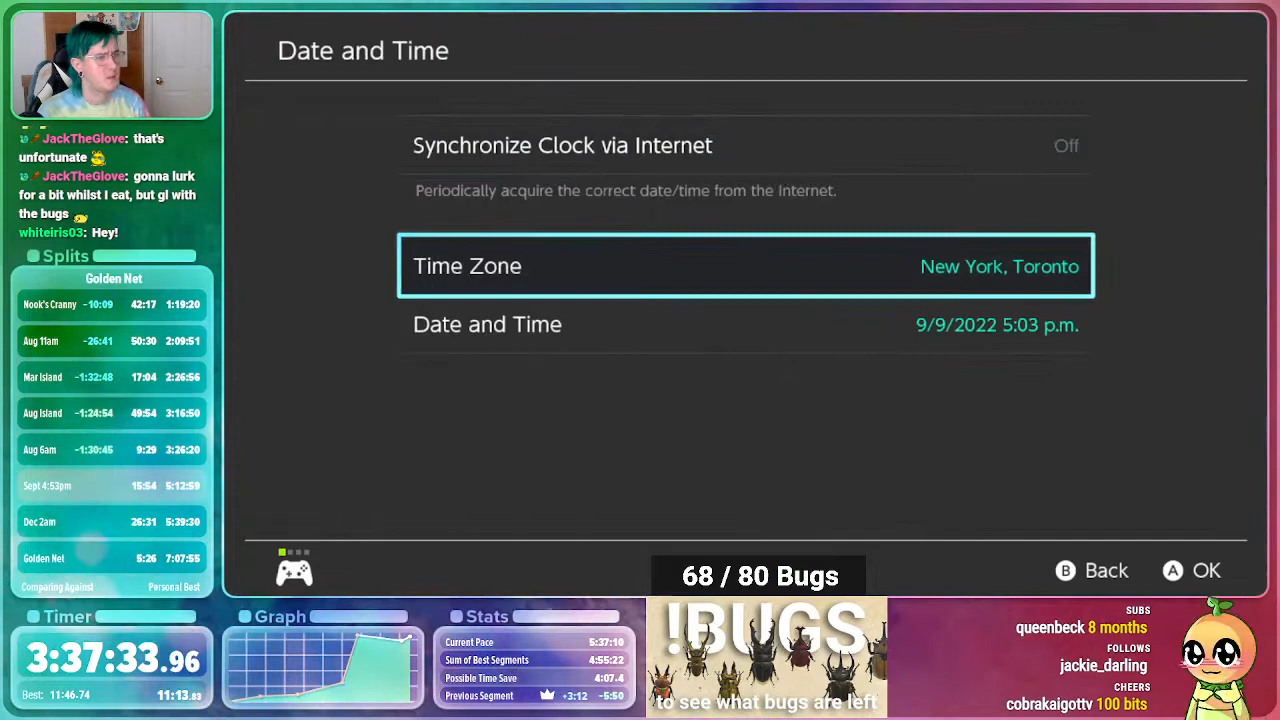 Date and Time
Synchronize Clock via Internet Off
Periodically acquire the correct date/time from the Internet.
Time Zone New York, Toronto
Date and Time 9/9/2022 5:03 p.m.
B Back A OK
JackTheGlove: that's
unfortunate
JackTheGlove: gonna lurk
for a bit whilst I eat, but gl with
the bugs
whiteiris03: Hey!
Splits
Golden Net
Nook's Cranny -10:09 42:17 1:19:20
Aug 11am -26:41 50:30 2:09:51
Mar Island -1:32:48 17:04 2:26:56
Aug Island -1:24:54 49:54 3:16:50
Aug 6am -1:30:45 9:29 3:26:20
Sept 4:53pm 15:54 5:12:59
Dec 2am 26:31 5:39:30
Golden Net 5:26 7:07:55
Comparing Against Personal Best
Timer
3:37:33.96
Best: 11:46.74 11:13.83
Graph
Stats
Current Pace 5:37:10
Sum of Best Segments 4:55:22
Possible Time Save 4:07.4
Previous Segment +3:12 -5:50
68 / 80 Bugs
!BUGS
to see what bugs are left
SUBS
queenbeck 8 months
FOLLOWS
jackie_darling
CHEERS
cobrakaigottv 100 bits